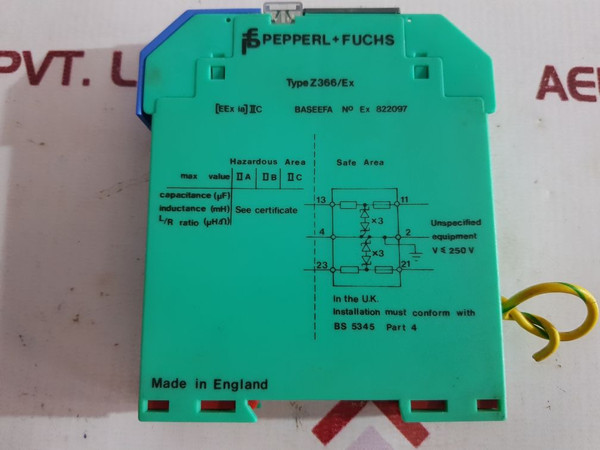 PEPPERL+FUCHS
PVT. L
AE
Type Z366/Ex
[EEx ia] IIC BASEEFA No Ex 822097
Hazardous Area Safe Area
max value IIA IIB IIC
capacitance (µF)
inductance (mH) See certificate
L/R ratio (µH/Ω)
13 11
×3
4 2
×3
23 21
Unspecified
equipment
V ≤ 250 V
In the U.K.
Installation must conform with
BS 5345 Part 4
Made in England